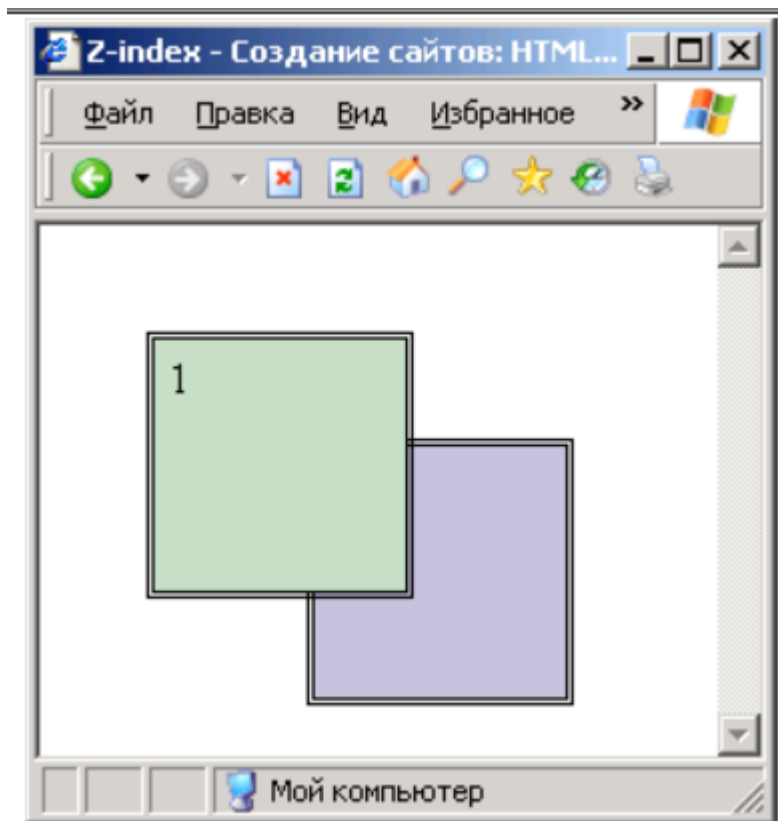 Z-index - Создание сайтов: HTML...
Файл Правка Вид Избранное »
1
Мой компьютер